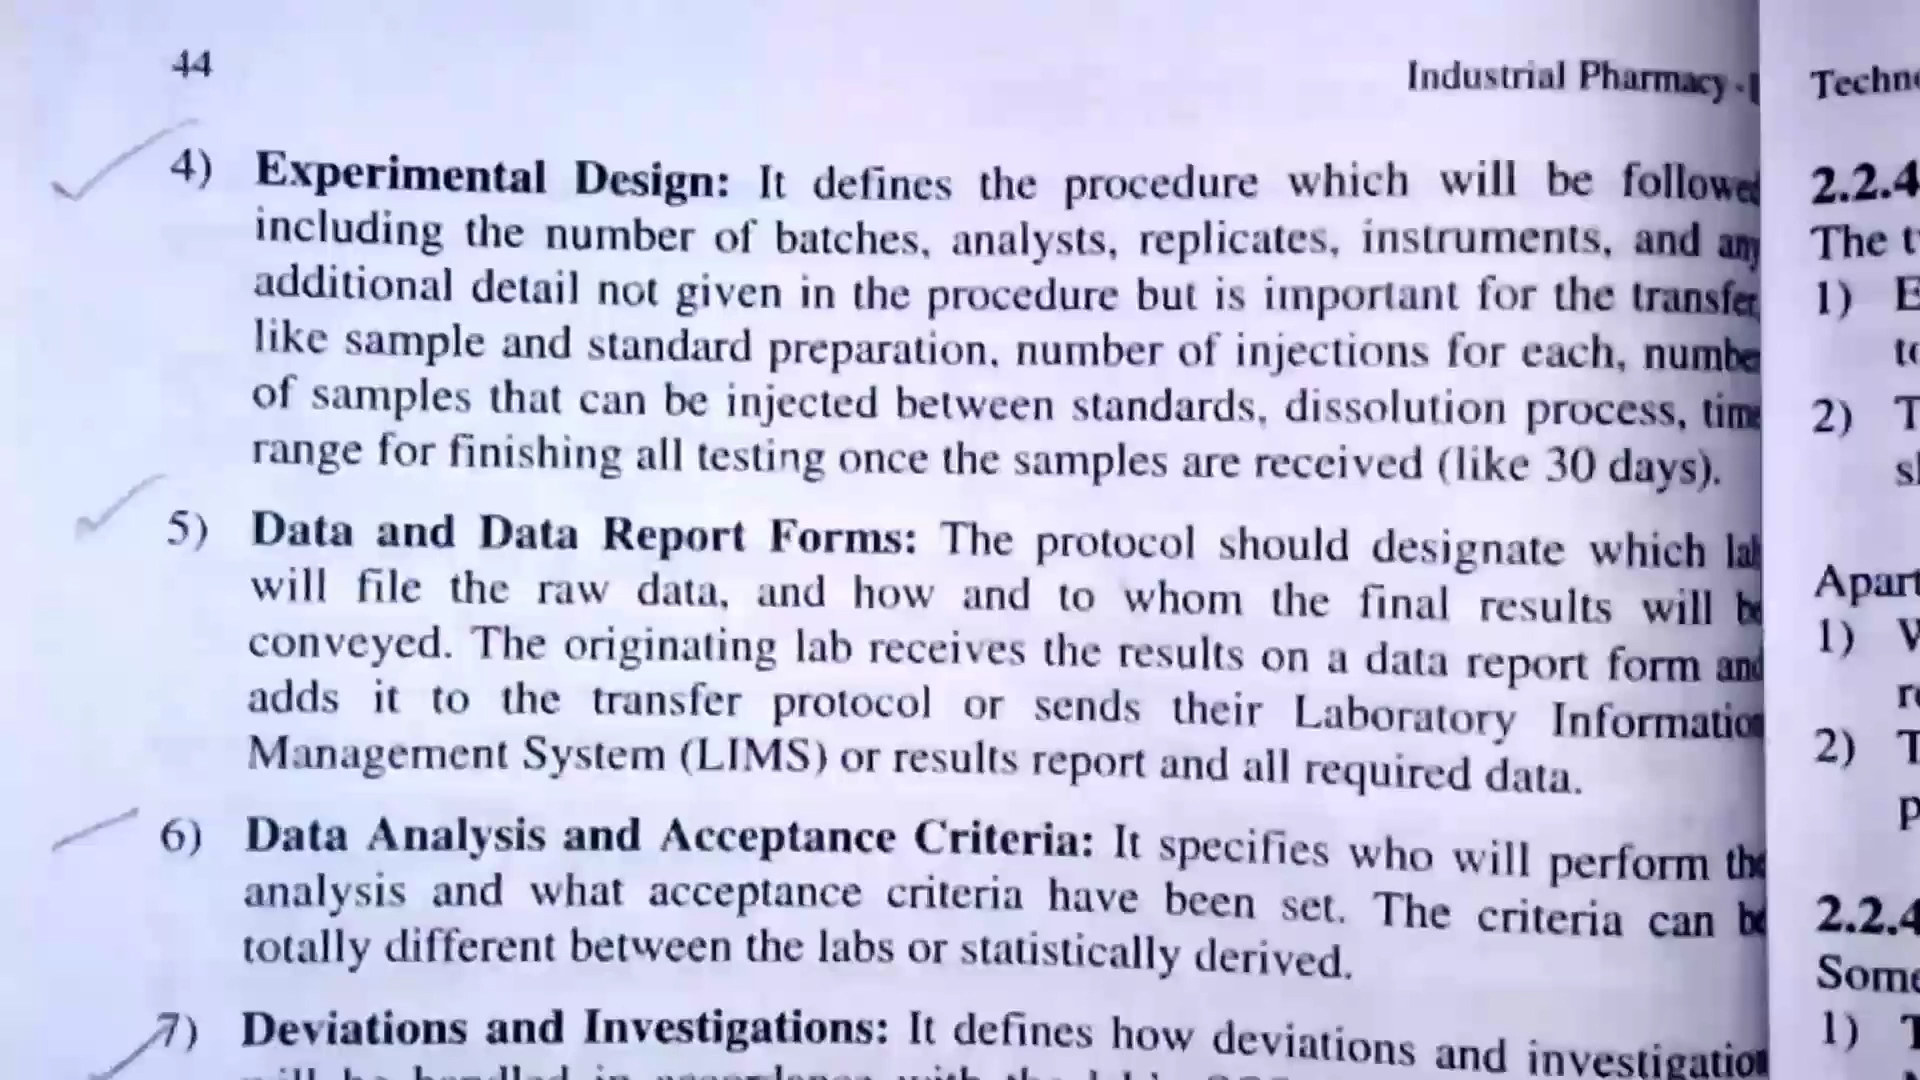 44
Industrial Pharmacy -
4) Experimental Design: It defines the procedure which will be followed
including the number of batches, analysts, replicates, instruments, and any
additional detail not given in the procedure but is important for the transfer,
like sample and standard preparation, number of injections for each, number
of samples that can be injected between standards, dissolution process, time
range for finishing all testing once the samples are received (like 30 days).
5) Data and Data Report Forms: The protocol should designate which lab
will file the raw data, and how and to whom the final results will be
conveyed. The originating lab receives the results on a data report form and
adds it to the transfer protocol or sends their Laboratory Information
Management System (LIMS) or results report and all required data.
6) Data Analysis and Acceptance Criteria: It specifies who will perform the
analysis and what acceptance criteria have been set. The criteria can be
totally different between the labs or statistically derived.
7) Deviations and Investigations: It defines how deviations and investigation
2.2.4
The
1)
2)
Apart
1)
2)
2.2.4
Some
1)